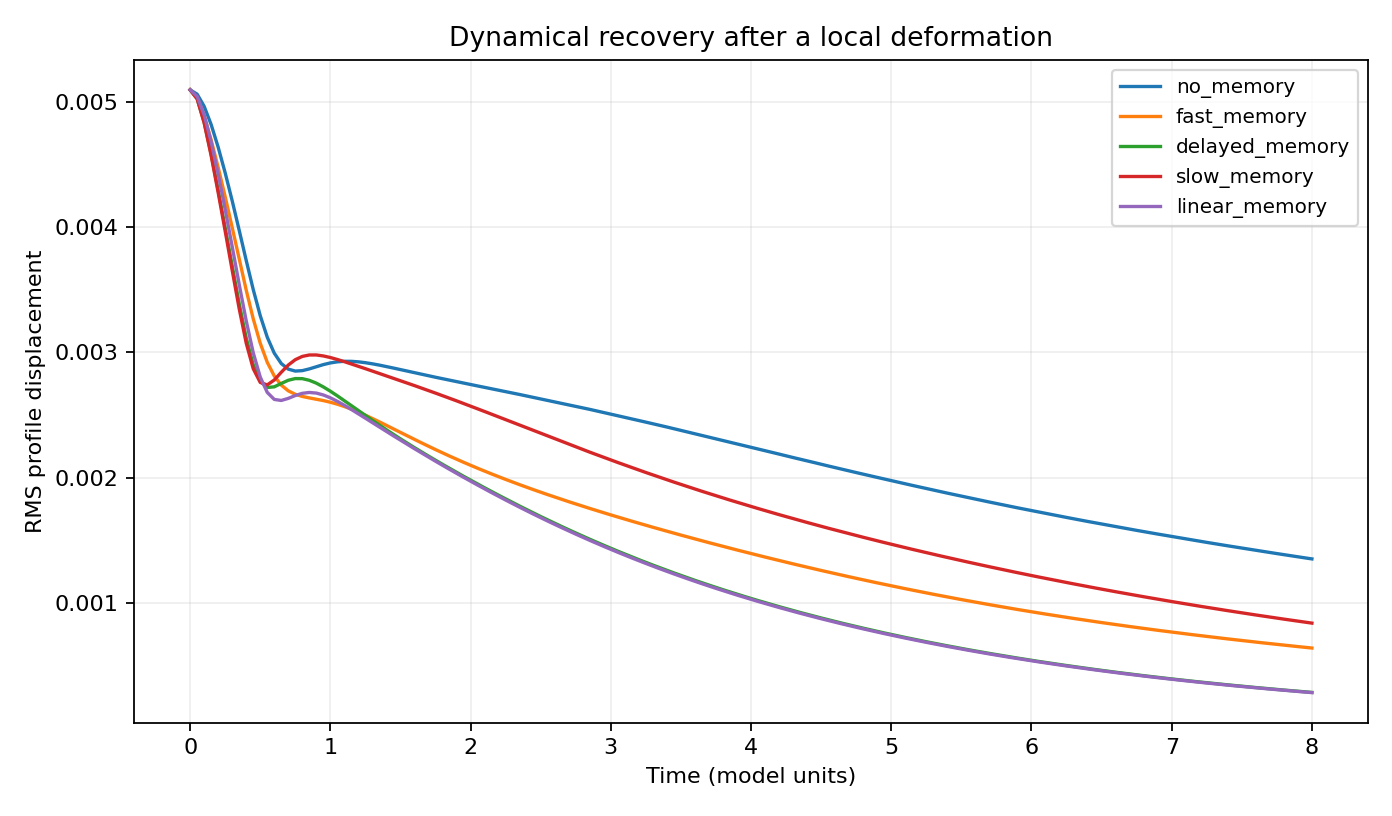 Dynamical recovery after a local deformation
RMS profile displacement
0.005
0.004
0.003
0.002
0.001
no_memory
fast_memory
delayed_memory
slow_memory
linear_memory
0 1 2 3 4 5 6 7 8
Time (model units)